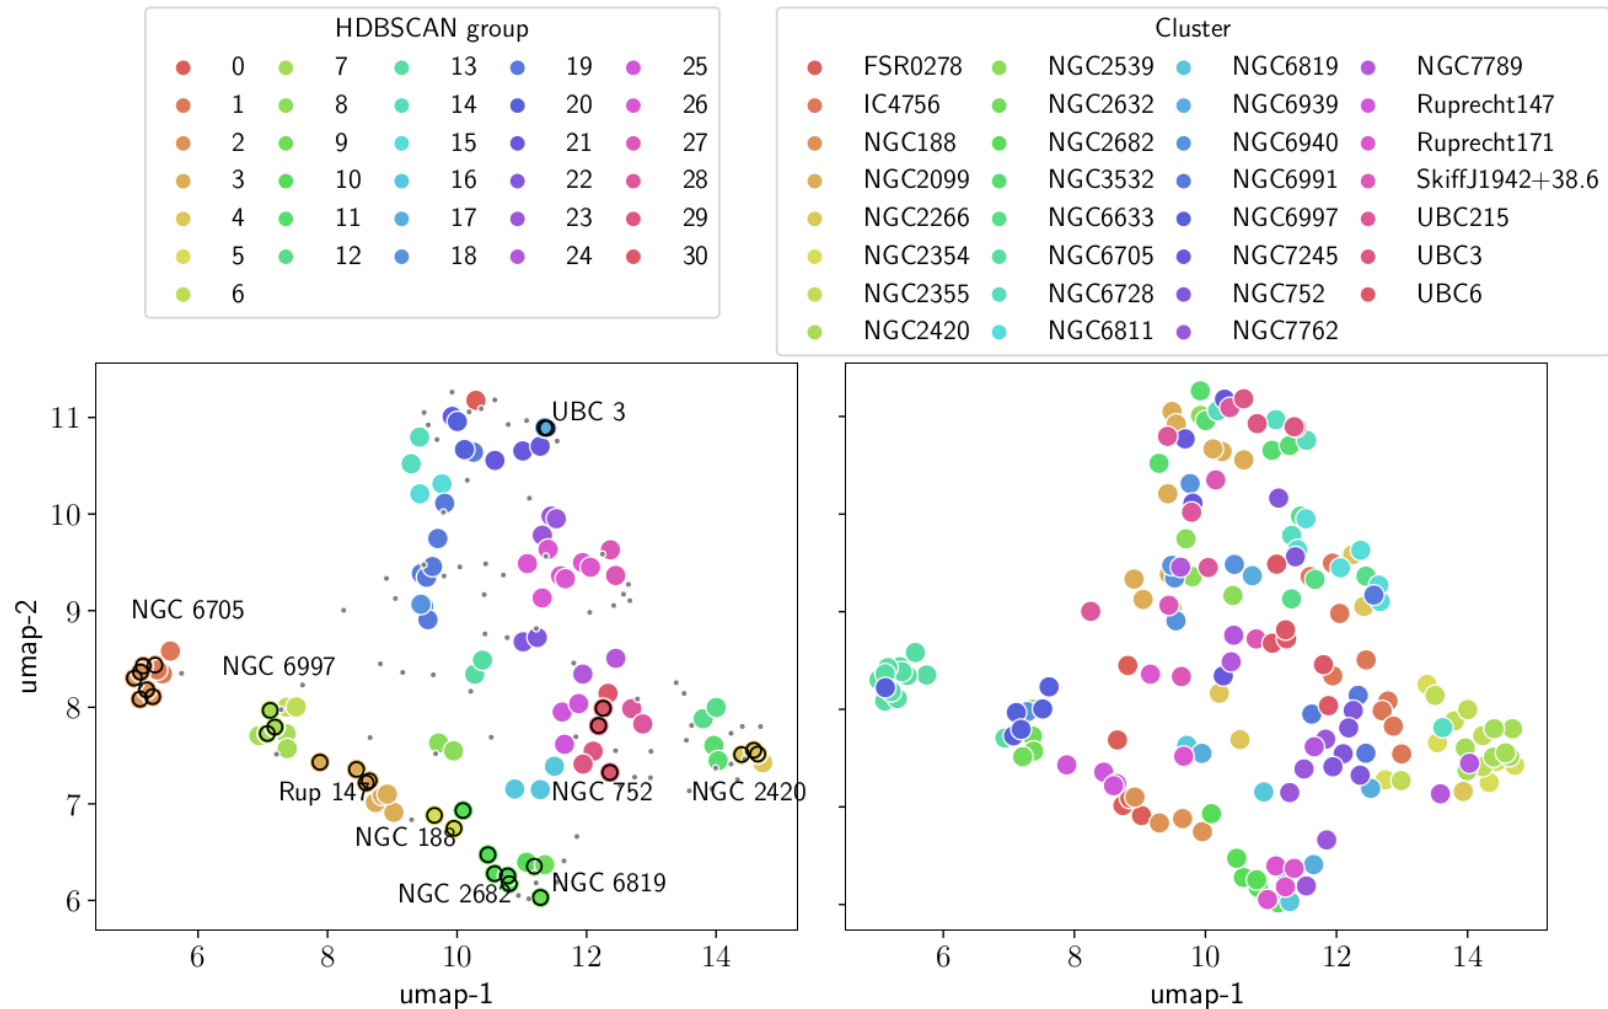 HDBSCAN group
0 7 13 19 25
1 8 14 20 26
2 9 15 21 27
3 10 16 22 28
4 11 17 23 29
5 12 18 24 30
6
Cluster
FSR0278 NGC2539 NGC6819 NGC7789
IC4756 NGC2632 NGC6939 Ruprecht147
NGC188 NGC2682 NGC6940 Ruprecht171
NGC2099 NGC3532 NGC6991 SkiffJ1942+38.6
NGC2266 NGC6633 NGC6997 UBC215
NGC2354 NGC6705 NGC7245 UBC3
NGC2355 NGC6728 NGC752 UBC6
NGC2420 NGC6811 NGC7762
11
10
9
8
7
6
umap-2
UBC 3
NGC 6705
NGC 6997
Rup 147
NGC 752
NGC 2420
NGC 188
NGC 2682
NGC 6819
6 8 10 12 14
umap-1
6 8 10 12 14
umap-1